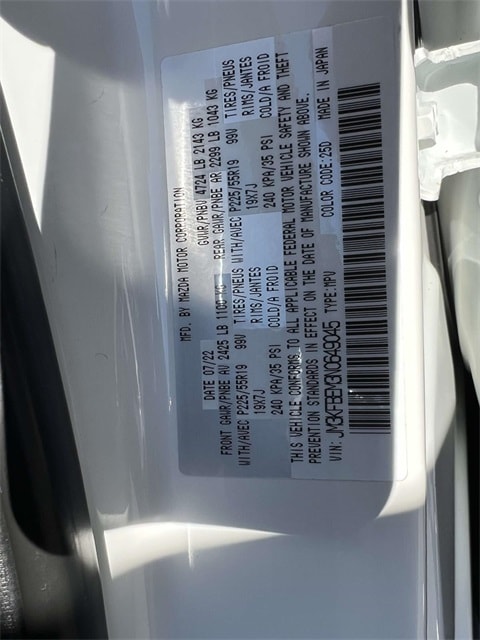 MFD. BY MAZDA MOTOR CORPORATION
DATE 07/22 GVWR/PNBV 4724 LB 2143 KG
FRONT GAWR/PNBE AV 2425 LB 1100 KG REAR GAWR/PNBE AR 2299 LB 1043 KG
WITH/AVEC P225/55R19 99V TIRES/PNEUS WITH/AVEC P225/55R19 99V TIRES/PNEUS
19X7J RIMS/JANTES 19X7J RIMS/JANTES
240 KPA/35 PSI COLD/A FROID 240 KPA/35 PSI COLD/A FROID
THIS VEHICLE CONFORMS TO ALL APPLICABLE FEDERAL MOTOR VEHICLE SAFETY AND THEFT
PREVENTION STANDARDS IN EFFECT ON THE DATE OF MANUFACTURE SHOWN ABOVE.
VIN: JM3KFBBM3N0649045 TYPE:MPV COLOR CODE:25D
MADE IN JAPAN